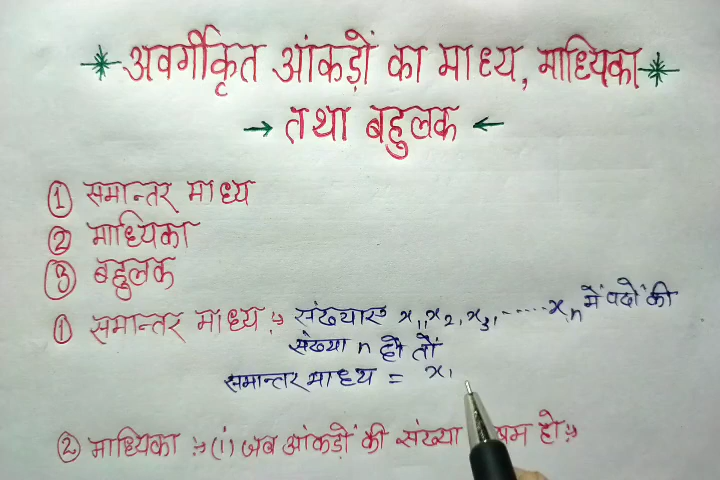 अवर्गीकृत आंकड़ों का माध्य, माध्यिका
→ तथा बहुलक ←
① समान्तर माध्य
② माध्यिका
③ बहुलक
① समान्तर माध्य :- संख्याएं x₁, x₂, x₃, ...... xₙ में पदों की
संख्या n हो तो
समान्तर माध्य = x₁
② माध्यिका :- (i) जब आंकड़ों की संख्या हो :-